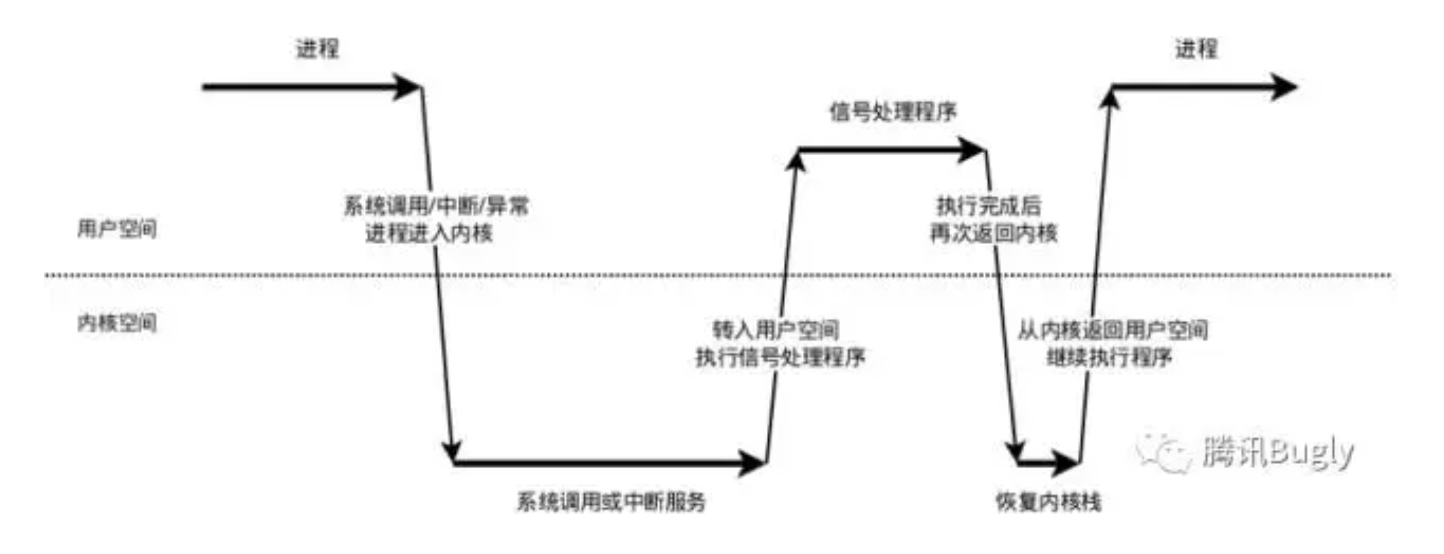 进程
进程
信号处理程序
系统调用/中断/异常
进程进入内核
执行完成后
再次返回内核
用户空间
内核空间
转入用户空间
执行信号处理程序
从内核返回用户空间
继续执行程序
腾讯Bugly
系统调用或中断服务
恢复内核栈